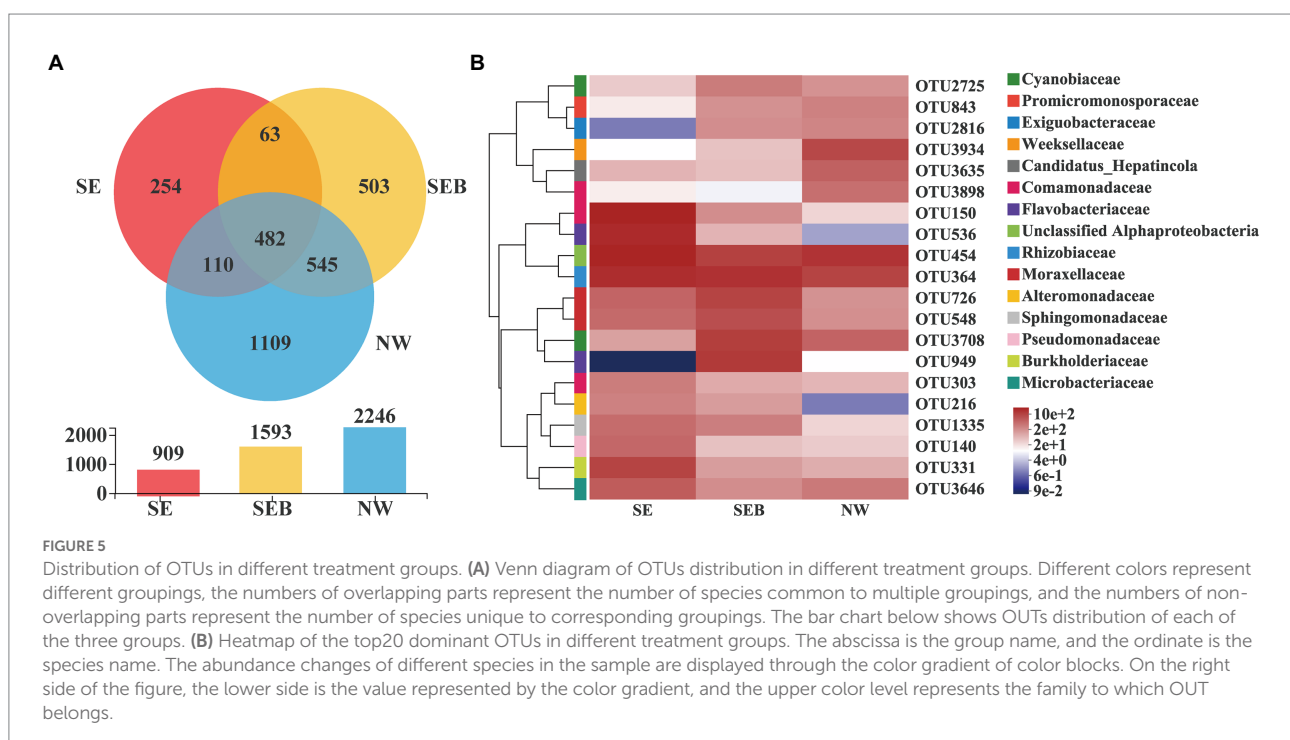 A
63
SE
254
503
SEB
482
110
545
1109
NW
2246
2000
1593
1000
909
0
SE
SEB
NW
B
OTU2725
OTU843
OTU2816
OTU3934
OTU3635
OTU3898
OTU150
OTU536
OTU454
OTU364
OTU726
OTU548
OTU3708
OTU949
OTU303
OTU216
OTU1335
OTU140
OTU331
OTU3646
SE
SEB
NW
Cyanobiaceae
Promicromonosporaceae
Exiguobacteraceae
Weeksellaceae
Candidatus_Hepatincola
Comamonadaceae
Flavobacteriaceae
Unclassified Alphaproteobacteria
Rhizobiaceae
Moraxellaceae
Alteromonadaceae
Sphingomonadaceae
Pseudomonadaceae
Burkholderiaceae
Microbacteriaceae
10e+2
2e+2
2e+1
4e+0
6e-1
9e-2
FIGURE 5
Distribution of OTUs in different treatment groups. (A) Venn diagram of OTUs distribution in different treatment groups. Different colors represent
different groupings, the numbers of overlapping parts represent the number of species common to multiple groupings, and the numbers of non-
overlapping parts represent the number of species unique to corresponding groupings. The bar chart below shows OUTs distribution of each of
the three groups. (B) Heatmap of the top20 dominant OTUs in different treatment groups. The abscissa is the group name, and the ordinate is the
species name. The abundance changes of different species in the sample are displayed through the color gradient of color blocks. On the right
side of the figure, the lower side is the value represented by the color gradient, and the upper color level represents the family to which OUT
belongs.